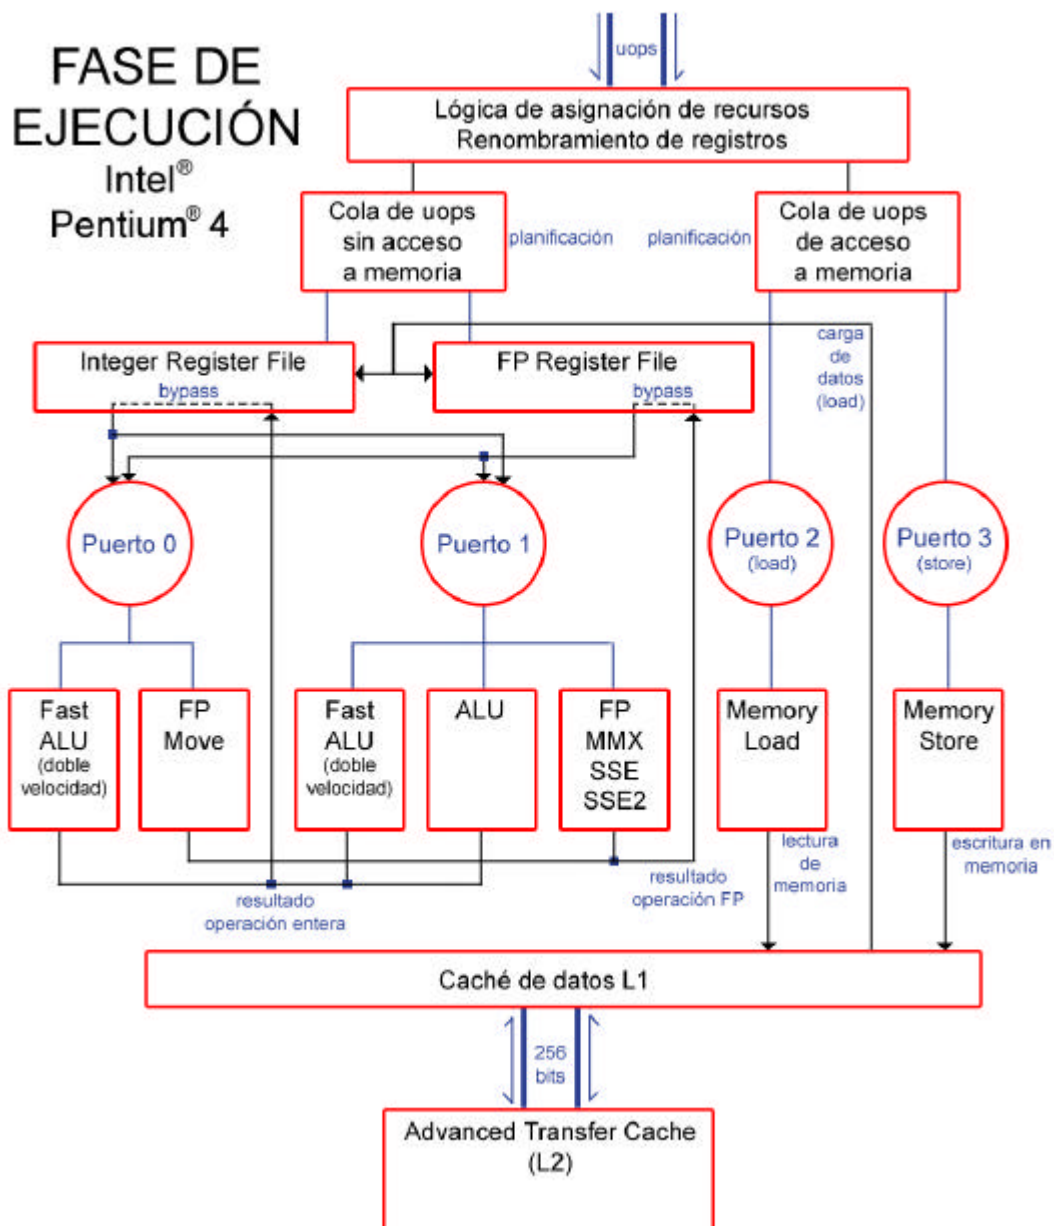 FASE DE
EJECUCIÓN
Intel®
Pentium® 4
uops
Lógica de asignación de recursos
Renombramiento de registros
Cola de uops
sin acceso
a memoria
planificación
planificación
Cola de uops
de acceso
a memoria
Integer Register File
bypass
FP Register File
bypass
carga
de
datos
(load)
Puerto 0
Puerto 1
Puerto 2
(load)
Puerto 3
(store)
Fast
ALU
(doble
velocidad)
FP
Move
Fast
ALU
(doble
velocidad)
ALU
FP
MMX
SSE
SSE2
Memory
Load
Memory
Store
resultado
operación entera
resultado
operación FP
lectura
de
memoria
escritura en
memoria
Caché de datos L1
256
bits
Advanced Transfer Cache
(L2)